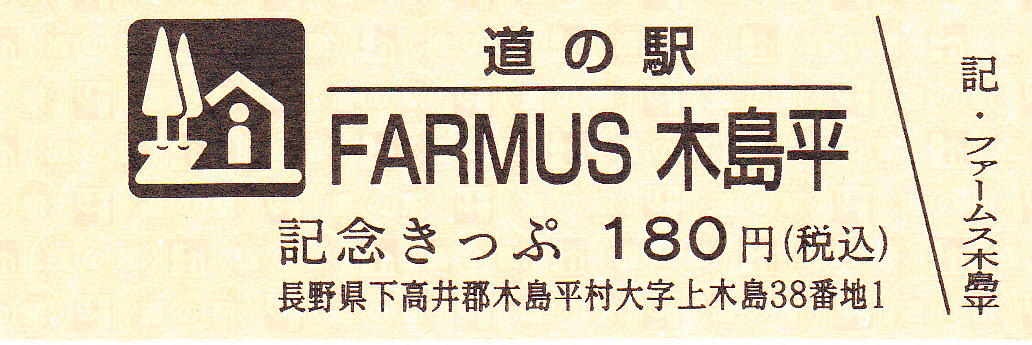 道の駅
FARMUS 木島平
記念きっぷ 180円(税込)
長野県下高井郡木島平村大字上木島38番地1
記・ファームス木島平